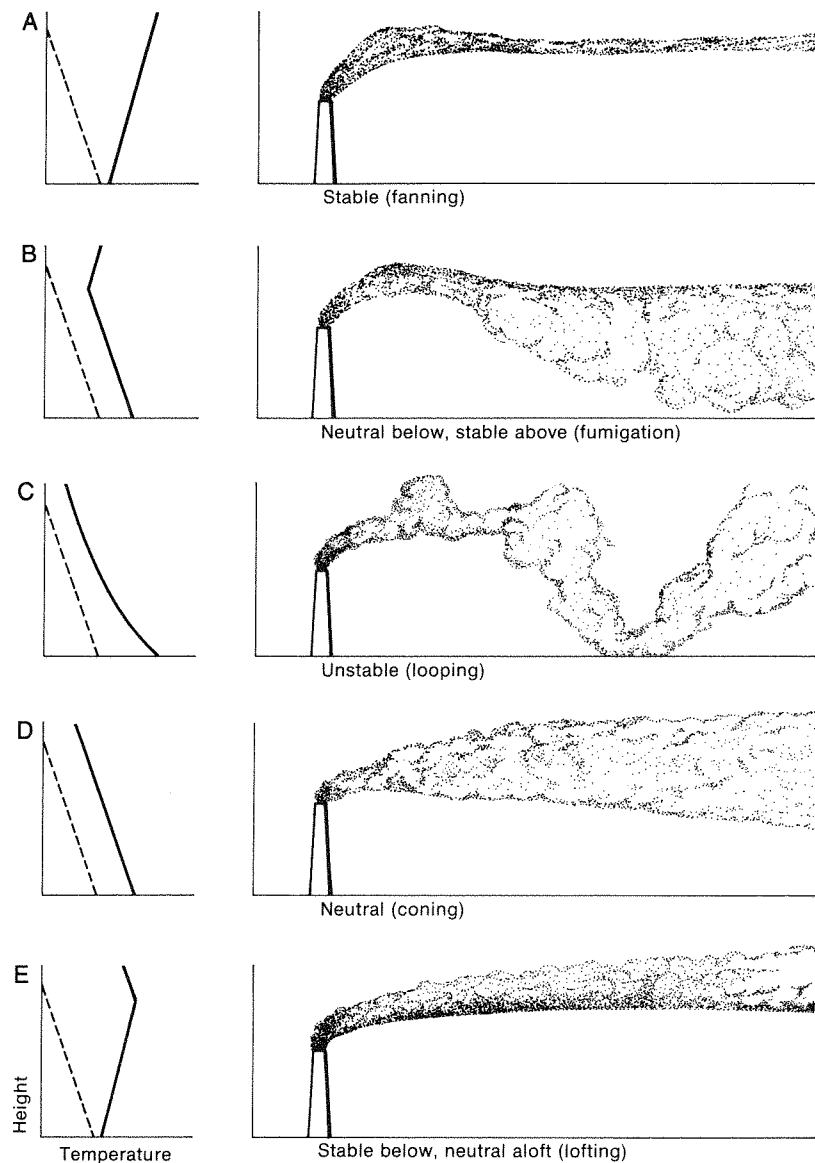 A
Stable (fanning)
B
Neutral below, stable above (fumigation)
C
Unstable (looping)
D
Neutral (coning)
E
Height
Temperature
Stable below, neutral aloft (lofting)